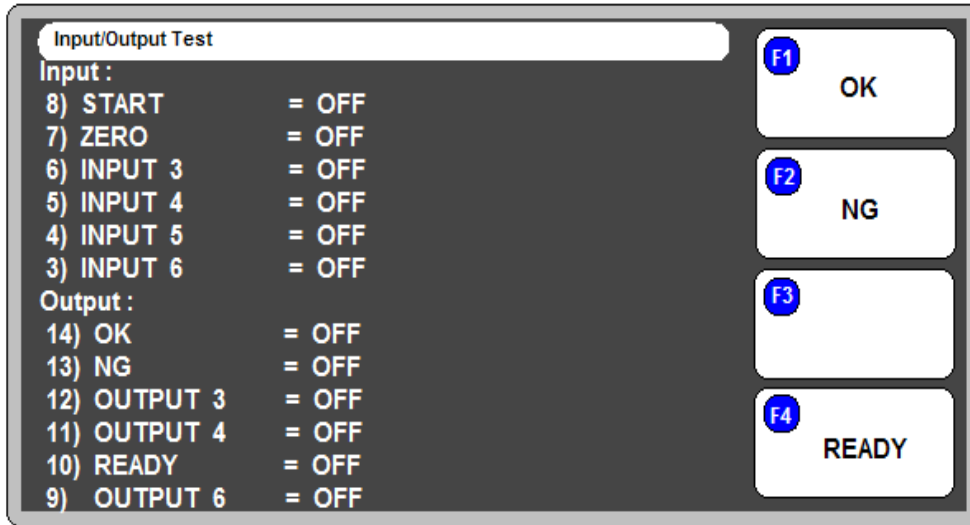 Input/Output Test
Input :
8) START = OFF
7) ZERO = OFF
6) INPUT 3 = OFF
5) INPUT 4 = OFF
4) INPUT 5 = OFF
3) INPUT 6 = OFF
Output :
14) OK = OFF
13) NG = OFF
12) OUTPUT 3 = OFF
11) OUTPUT 4 = OFF
10) READY = OFF
9) OUTPUT 6 = OFF
F1
OK
F2
NG
F3
F4
READY